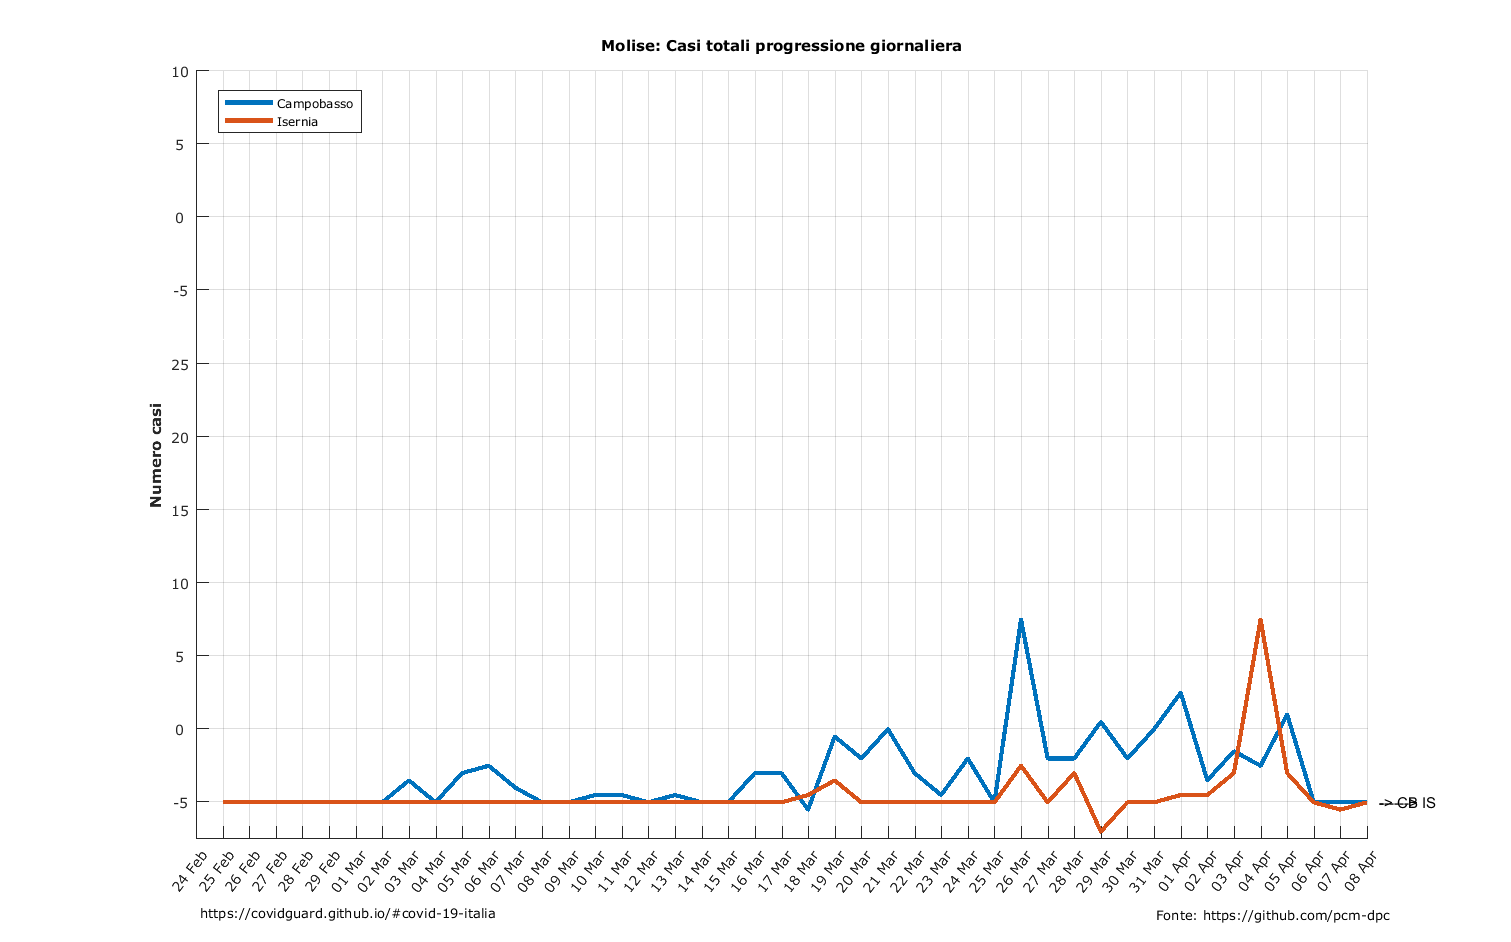 Molise: Casi totali progressione giornaliera
Campobasso
Isernia
10
5
0
-5
25
20
15
10
5
0
-5
Numero casi
-> CB IS
24 Feb
25 Feb
26 Feb
27 Feb
28 Feb
29 Feb
01 Mar
02 Mar
03 Mar
04 Mar
05 Mar
06 Mar
07 Mar
08 Mar
09 Mar
10 Mar
11 Mar
12 Mar
13 Mar
14 Mar
15 Mar
16 Mar
17 Mar
18 Mar
19 Mar
20 Mar
21 Mar
22 Mar
23 Mar
24 Mar
25 Mar
26 Mar
27 Mar
28 Mar
29 Mar
30 Mar
31 Mar
01 Apr
02 Apr
03 Apr
04 Apr
05 Apr
06 Apr
07 Apr
08 Apr
https://covidguard.github.io/#covid-19-italia
Fonte: https://github.com/pcm-dpc